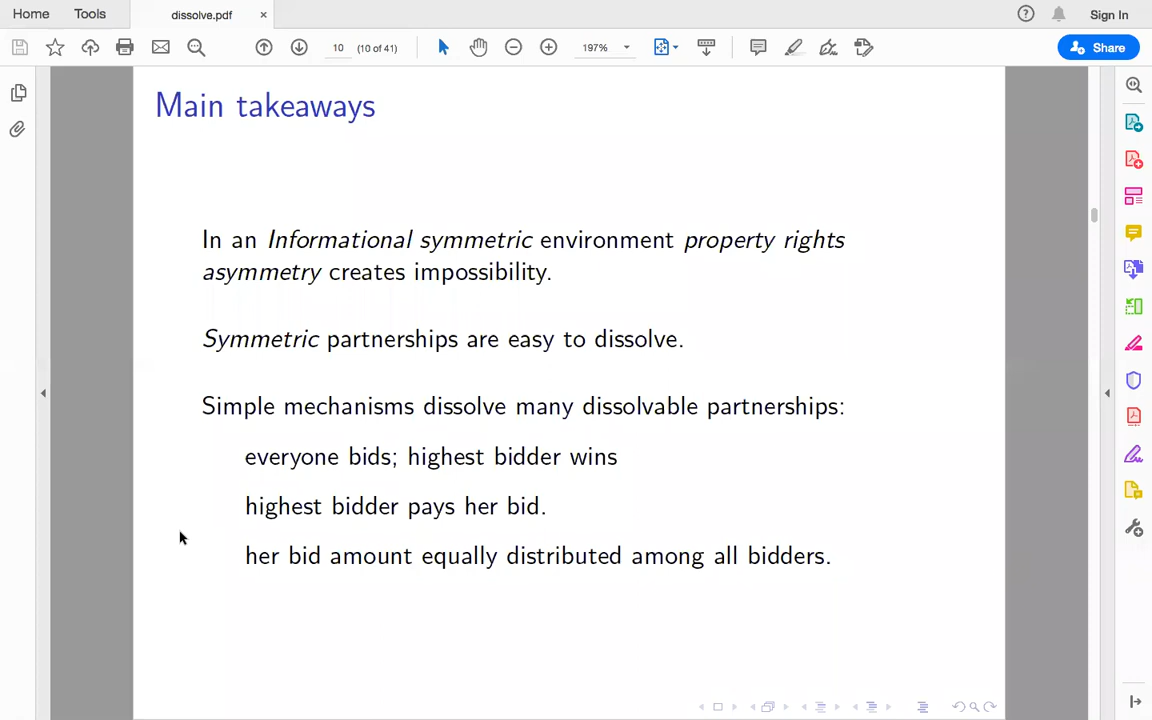 Home Tools dissolve.pdf × Sign In
10 (10 of 41) 197% Share
Main takeaways
In an Informational symmetric environment property rights
asymmetry creates impossibility.
Symmetric partnerships are easy to dissolve.
Simple mechanisms dissolve many dissolvable partnerships:
everyone bids; highest bidder wins
highest bidder pays her bid.
her bid amount equally distributed among all bidders.